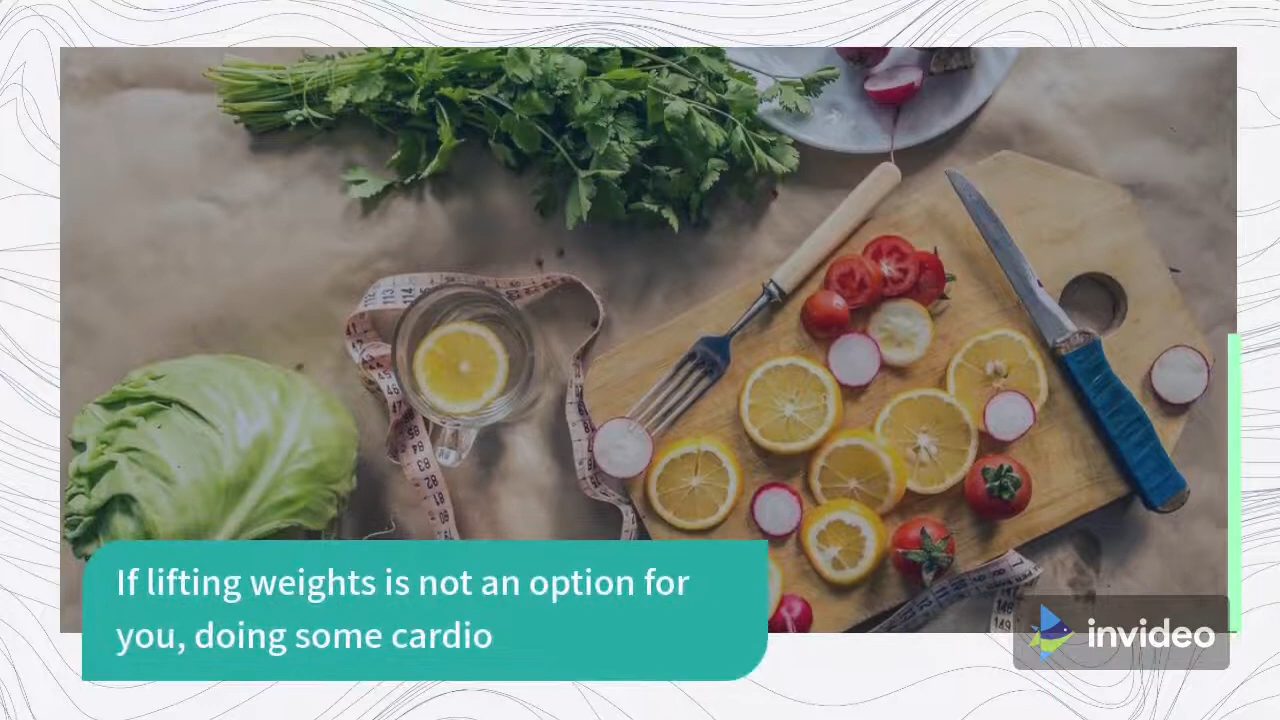 If lifting weights is not an option for
you, doing some cardio
invideo